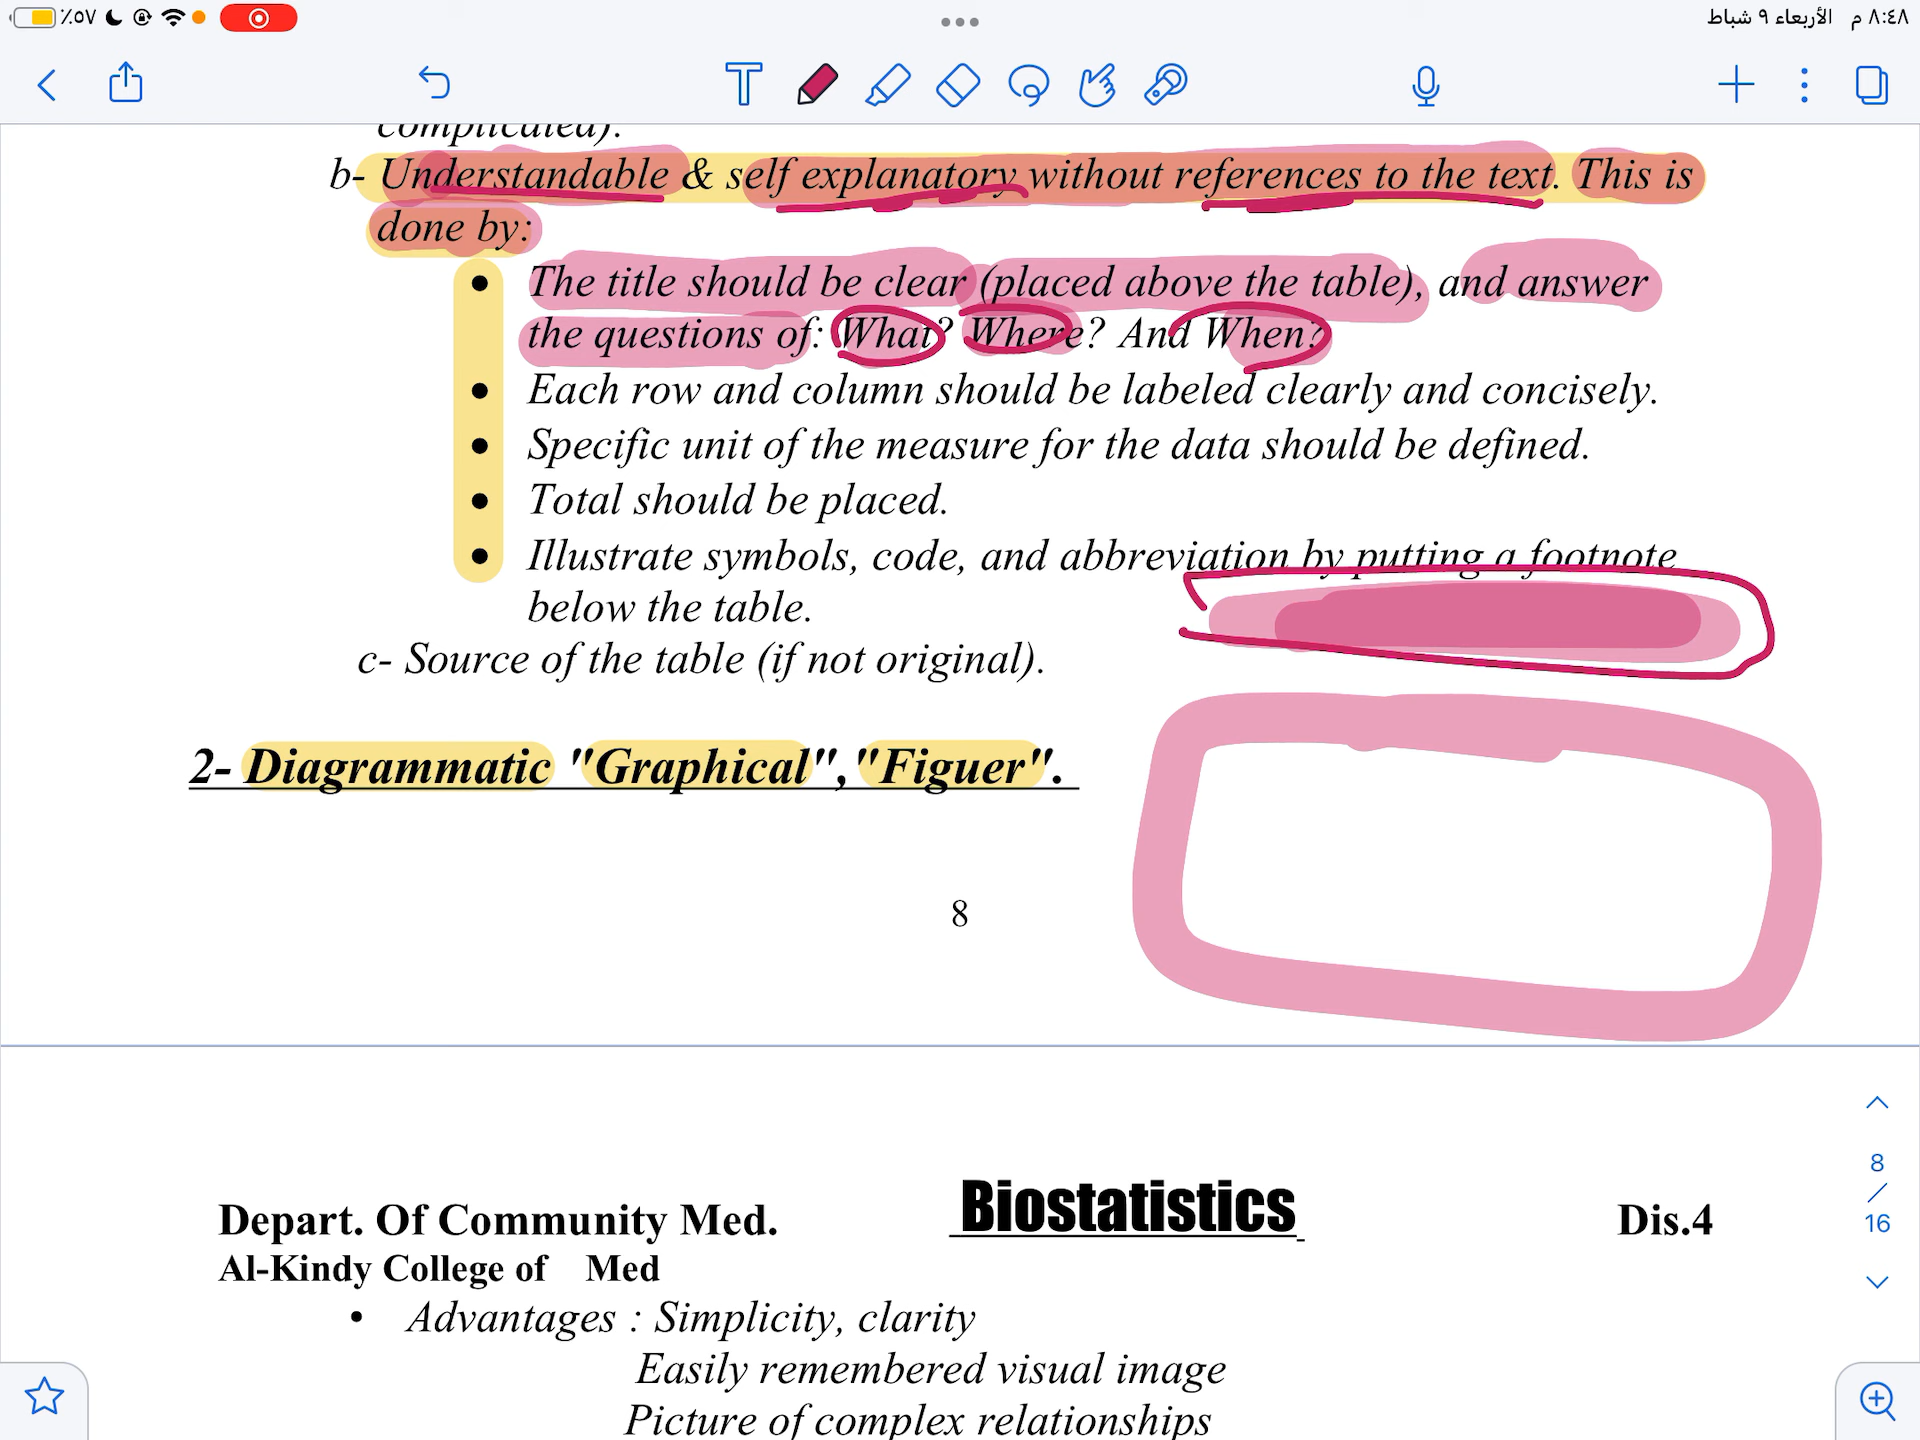 ٪٥٧
الأربعاء ٩ شباط ٨:٤٨ م
complicated).
b- Understandable & self explanatory without references to the text. This is
done by:
• The title should be clear (placed above the table), and answer
the questions of: What? Where? And When?
• Each row and column should be labeled clearly and concisely.
• Specific unit of the measure for the data should be defined.
• Total should be placed.
• Illustrate symbols, code, and abbreviation by putting a footnote
below the table.
c- Source of the table (if not original).
2- Diagrammatic "Graphical","Figuer".
8
8
/
16
Depart. Of Community Med. Biostatistics Dis.4
Al-Kindy College of Med
• Advantages : Simplicity, clarity
Easily remembered visual image
Picture of complex relationships